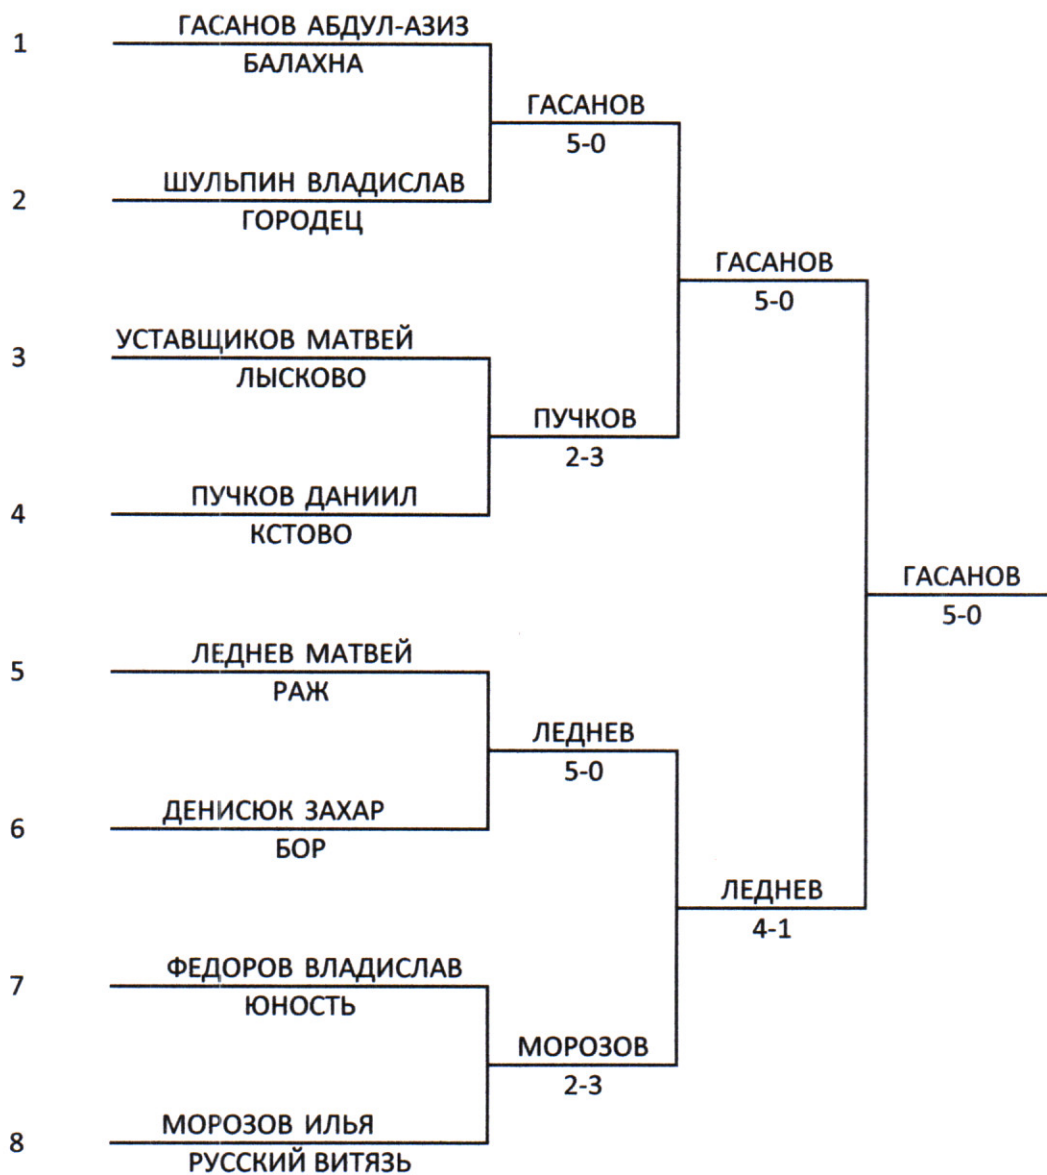 1
ГАСАНОВ АБДУЛ-АЗИЗ
БАЛАХНА
ГАСАНОВ
5-0
2
ШУЛЬПИН ВЛАДИСЛАВ
ГОРОДЕЦ
ГАСАНОВ
5-0
3
УСТАВЩИКОВ МАТВЕЙ
ЛЫСКОВО
ПУЧКОВ
2-3
4
ПУЧКОВ ДАНИИЛ
КСТОВО
ГАСАНОВ
5-0
5
ЛЕДНЕВ МАТВЕЙ
РАЖ
ЛЕДНЕВ
5-0
6
ДЕНИСЮК ЗАХАР
БОР
ЛЕДНЕВ
4-1
7
ФЕДОРОВ ВЛАДИСЛАВ
ЮНОСТЬ
МОРОЗОВ
2-3
8
МОРОЗОВ ИЛЬЯ
РУССКИЙ ВИТЯЗЬ